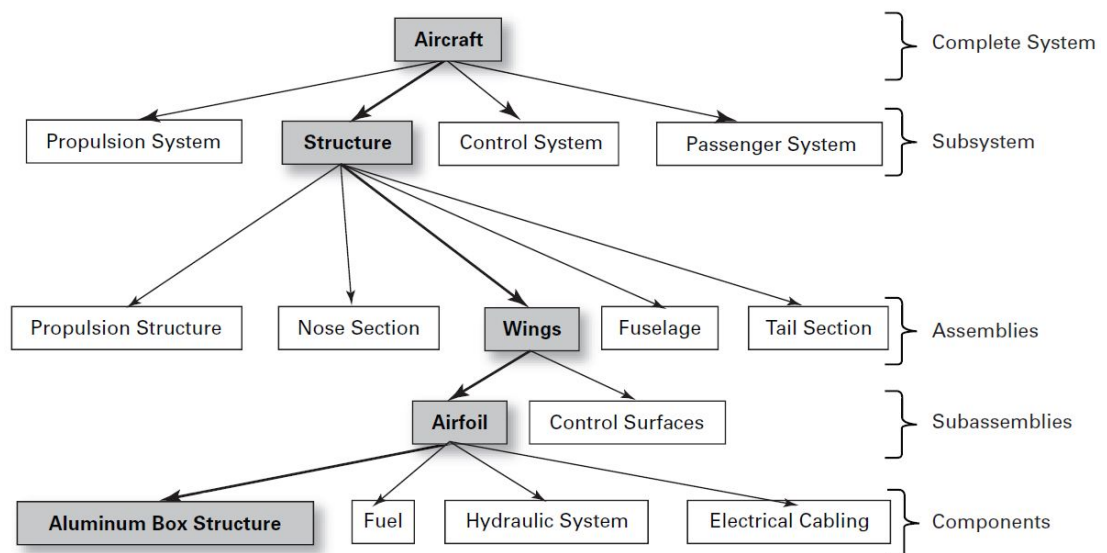 Aircraft
Complete System
Propulsion System
Structure
Control System
Passenger System
Subsystem
Propulsion Structure
Nose Section
Wings
Fuselage
Tail Section
Assemblies
Airfoil
Control Surfaces
Subassemblies
Aluminum Box Structure
Fuel
Hydraulic System
Electrical Cabling
Components